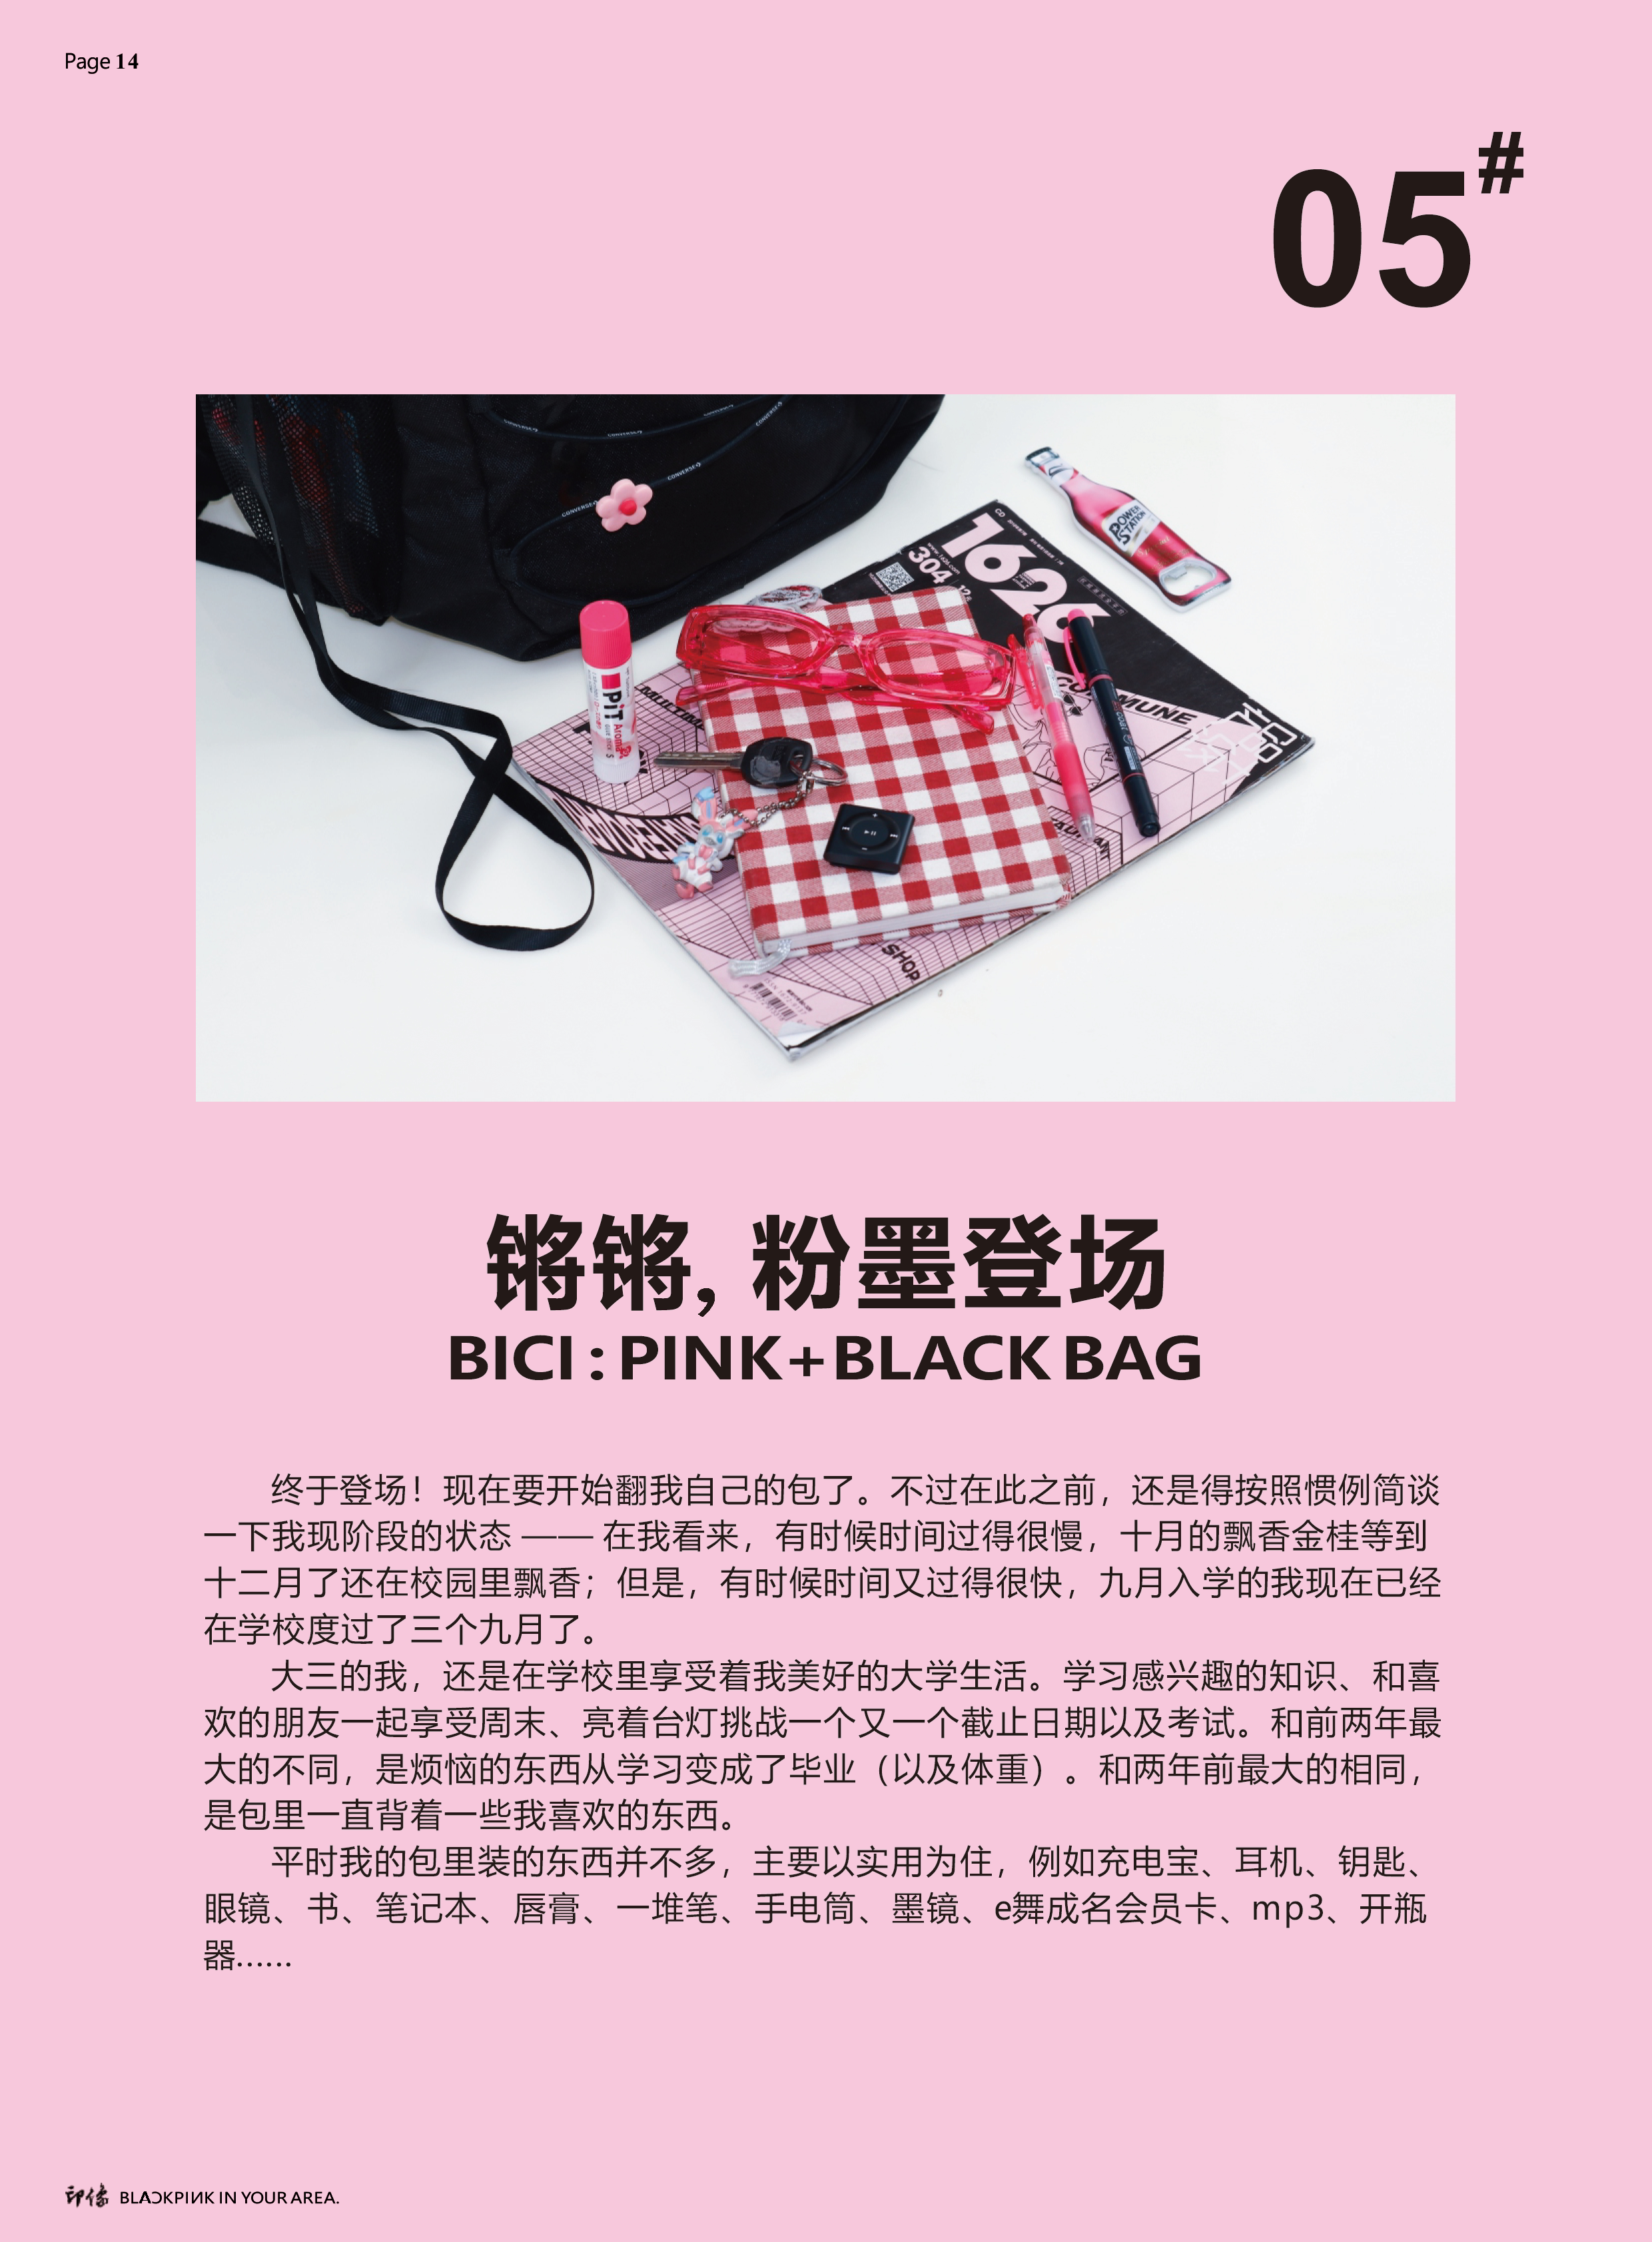 Page 14
05#
CONVERSE
CONVERSE
CONVERSE
CONVERSE
CD
1626
www.1626.com
304
12
POWER
STATION
PiT
MULTIM
COMMUNE
SHOP
锵锵，粉墨登场
BICI : PINK+BLACK BAG
终于登场！现在要开始翻我自己的包了。不过在此之前，还是得按照惯例简谈
一下我现阶段的状态 —— 在我看来，有时候时间过得很慢，十月的飘香金桂等到
十二月了还在校园里飘香；但是，有时候时间又过得很快，九月入学的我现在已经
在学校度过了三个九月了。
大三的我，还是在学校里享受着我美好的大学生活。学习感兴趣的知识、和喜
欢的朋友一起享受周末、亮着台灯挑战一个又一个截止日期以及考试。和前两年最
大的不同，是烦恼的东西从学习变成了毕业（以及体重）。和两年前最大的相同，
是包里一直背着一些我喜欢的东西。
平时我的包里装的东西并不多，主要以实用为住，例如充电宝、耳机、钥匙、
眼镜、书、笔记本、唇膏、一堆笔、手电筒、墨镜、e舞成名会员卡、mp3、开瓶
器……
印像 BLAƆKPIИK IN YOUR AREA.